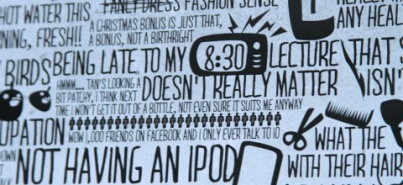 HOT WATER THIS
FANCY DRESS FASHION SENSE
A CHRISTMAS BONUS IS JUST THAT,
A BONUS, NOT A BIRTHRIGHT
ANY HEAL
NING, FRESH!!
BIRDS
BEING LATE TO MY 8:30 LECTURE
THAT S
HMMM... TAN'S LOOKING A
BIT PATCHY, I THINK NEXT
TIME I WON'T GET IT OUT OF A BOTTLE, NOT EVEN SURE IT SUITS ME ANYWAY
DOESN'T REALLY MATTER
ISN'
UPATION
WOW 1,000 FRIENDS ON FACEBOOK AND I ONLY EVER TALK TO 10
WHAT THE
NOT HAVING AN IPOD
WITH THEIR HAIR